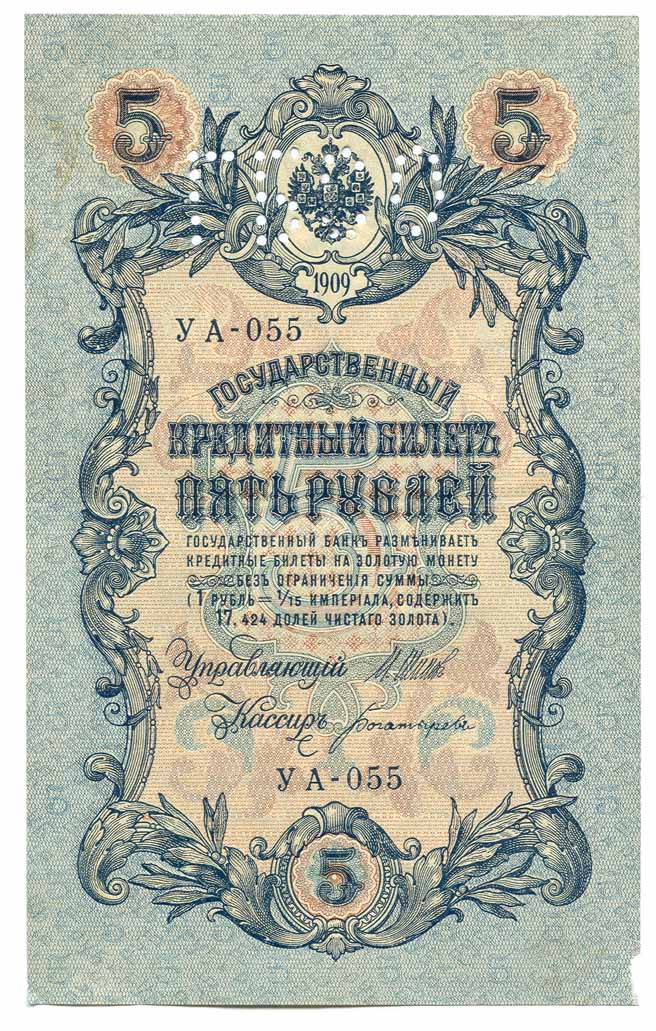 5 5
1909
УА-055
ГОСУДАРСТВЕННЫЙ
КРЕДИТНЫЙ БИЛЕТЪ
ПЯТЬ РУБЛЕЙ
ГОСУДАРСТВЕННЫЙ БАНКЪ РАЗМѢНИВАЕТЪ
КРЕДИТНЫЕ БИЛЕТЫ НА ЗОЛОТУЮ МОНЕТУ
БЕЗЪ ОГРАНИЧЕНІЯ СУММЫ
(1 РУБЛЬ = 1/15 ИМПЕРІАЛА, СОДЕРЖИТЪ
17,424 ДОЛЕЙ ЧИСТАГО ЗОЛОТА).
Управляющій
Кассиръ Богатыревъ
УА-055
5